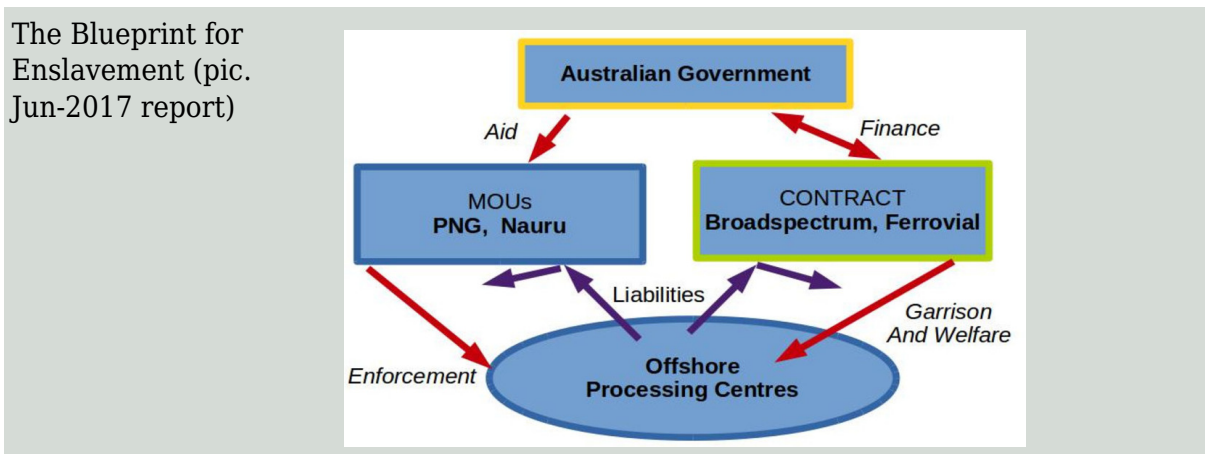 The Blueprint for
Enslavement (pic.
Jun-2017 report)
Australian Government
Aid
Finance
MOUs
PNG, Nauru
CONTRACT
Broadspectrum, Ferrovial
Liabilities
Garrison
And Welfare
Enforcement
Offshore
Processing Centres